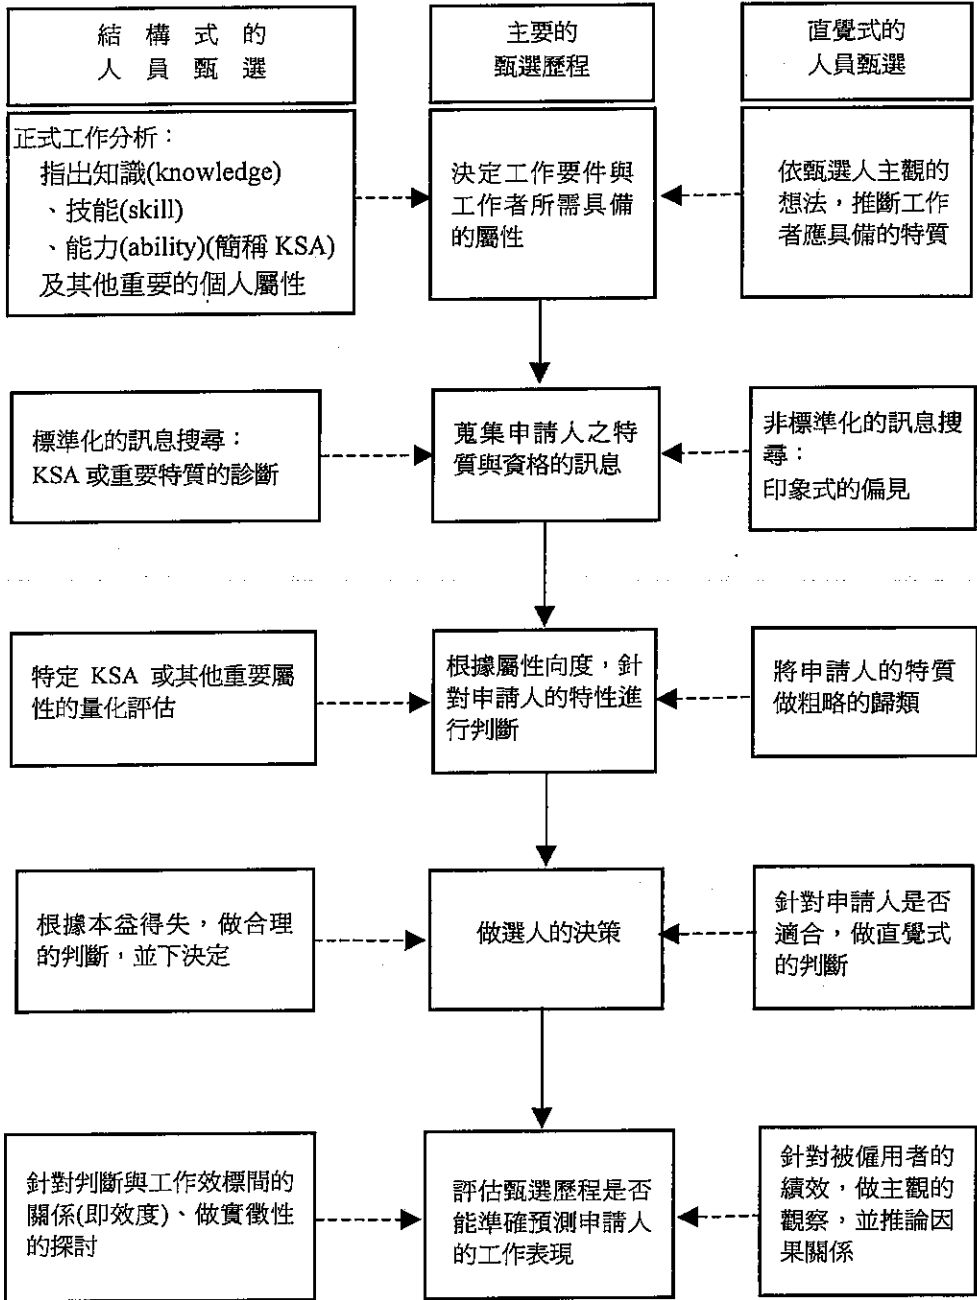 結構式的
人員甄選
主要的
甄選歷程
直覺式的
人員甄選
正式工作分析：
指出知識(knowledge)
、技能(skill)
、能力(ability)(簡稱 KSA)
及其他重要的個人屬性
決定工作要件與
工作者所需具備
的屬性
依甄選人主觀的
想法，推斷工作
者應具備的特質
標準化的訊息搜尋：
KSA 或重要特質的診斷
蒐集申請人之特
質與資格的訊息
非標準化的訊息搜
尋：
印象式的偏見
特定 KSA 或其他重要屬
性的量化評估
根據屬性向度，針
對申請人的特性進
行判斷
將申請人的特質
做粗略的歸類
根據本益得失，做合理
的判斷，並下決定
做選人的決策
針對申請人是否
適合，做直覺式
的判斷
針對判斷與工作效標間的
關係(即效度)、做實徵性
的探討
評估甄選歷程是否
能準確預測申請人
的工作表現
針對被僱用者的
績效，做主觀的
觀察，並推論因
果關係